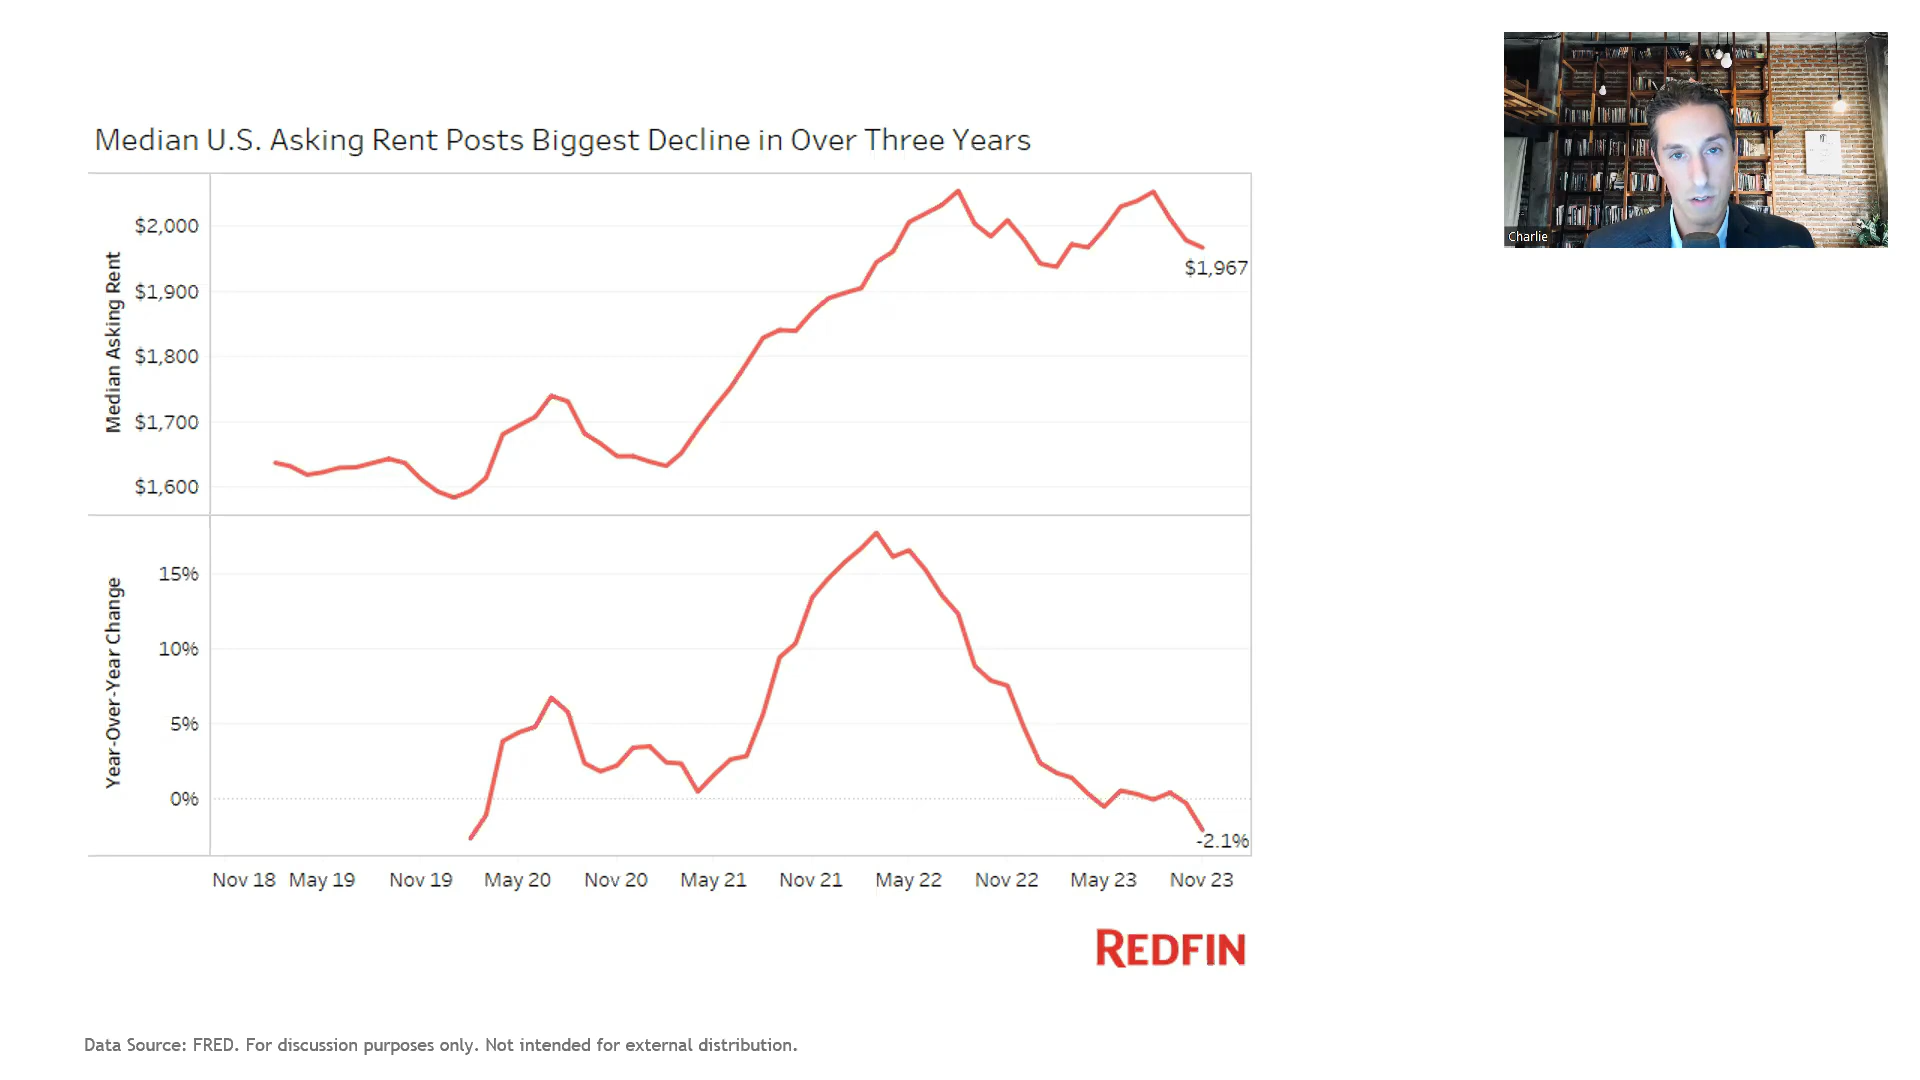 Median U.S. Asking Rent Posts Biggest Decline in Over Three Years
Median Asking Rent
$2,000
$1,900
$1,800
$1,700
$1,600
$1,967
Year-Over-Year Change
15%
10%
5%
0%
-2.1%
Nov 18 May 19 Nov 19 May 20 Nov 20 May 21 Nov 21 May 22 Nov 22 May 23 Nov 23
REDFIN
Data Source: FRED. For discussion purposes only. Not intended for external distribution.
Charlie